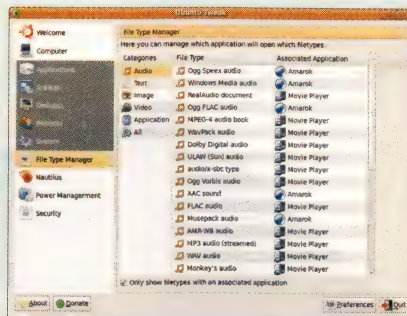 Ubuntu Tweak
Welcome
Computer
File Type Manager
Nautilus
Power Managerment
Security
File Type Manager
Here you can manage which application will open which filetypes.
Categories
Audio
Text
Image
Video
Application
All
File Type Associated Application
Ogg Speex audio Amarok
Windows Media audio Amarok
RealAudio document Movie Player
Ogg FLAC audio Amarok
MPEG-4 audio book Movie Player
WavPack audio Movie Player
Dolby Digital audio Movie Player
ULAW (Sun) audio Movie Player
audio/x-sbc type Movie Player
Ogg Vorbis audio Movie Player
AAC sound Amarok
FLAC audio Movie Player
Musepack audio Amarok
AMR-WB audio Movie Player
MP3 audio (streamed) Movie Player
WAV audio Movie Player
Monkey's audio Movie Player
Only show filetypes with an associated application
About Donate Preferences Quit